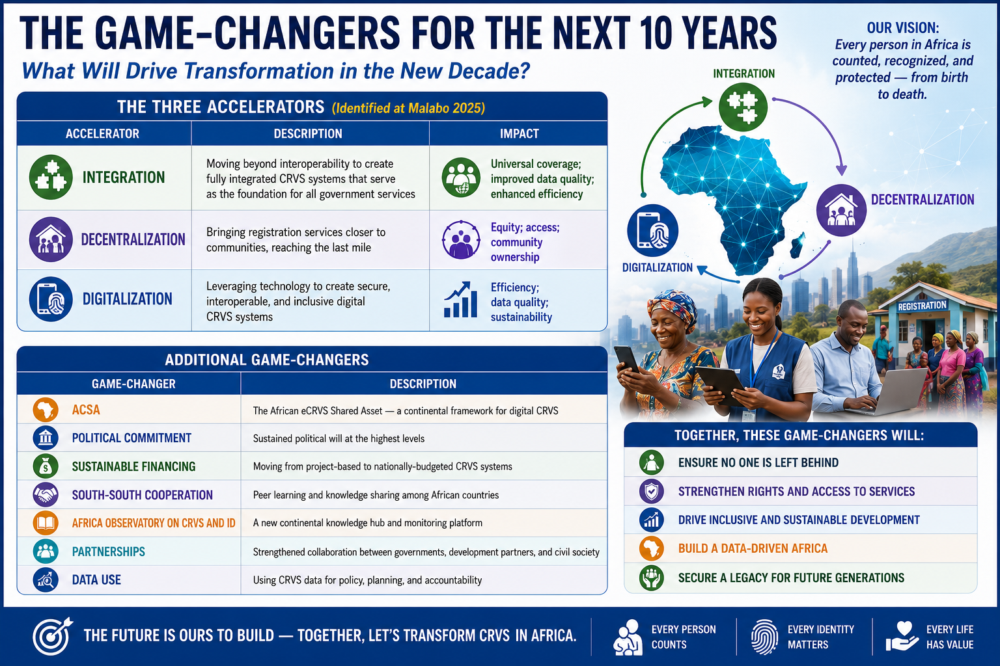 THE GAME-CHANGERS FOR THE NEXT 10 YEARS
What Will Drive Transformation in the New Decade?
OUR VISION:
Every person in Africa is
counted, recognized, and
protected — from birth
to death.
THE THREE ACCELERATORS (Identified at Malabo 2025)
ACCELERATOR
DESCRIPTION
IMPACT
INTEGRATION
Moving beyond interoperability to create
fully integrated CRVS systems that serve
as the foundation for all government services
Universal coverage;
improved data quality;
enhanced efficiency
DECENTRALIZATION
Bringing registration services closer to
communities, reaching the last mile
Equity; access;
community
ownership
DIGITALIZATION
Leveraging technology to create secure,
interoperable, and inclusive digital
CRVS systems
Efficiency;
data quality;
sustainability
INTEGRATION
DECENTRALIZATION
DIGITALIZATION
REGISTRATION
ADDITIONAL GAME-CHANGERS
GAME-CHANGER
DESCRIPTION
ACSA
The African eCRVS Shared Asset — a continental framework for digital CRVS
POLITICAL COMMITMENT
Sustained political will at the highest levels
SUSTAINABLE FINANCING
Moving from project-based to nationally-budgeted CRVS systems
SOUTH-SOUTH COOPERATION
Peer learning and knowledge sharing among African countries
AFRICA OBSERVATORY ON CRVS AND ID
A new continental knowledge hub and monitoring platform
PARTNERSHIPS
Strengthened collaboration between governments, development partners, and civil society
DATA USE
Using CRVS data for policy, planning, and accountability
TOGETHER, THESE GAME-CHANGERS WILL:
ENSURE NO ONE IS LEFT BEHIND
STRENGTHEN RIGHTS AND ACCESS TO SERVICES
DRIVE INCLUSIVE AND SUSTAINABLE DEVELOPMENT
BUILD A DATA-DRIVEN AFRICA
SECURE A LEGACY FOR FUTURE GENERATIONS
THE FUTURE IS OURS TO BUILD — TOGETHER, LET'S TRANSFORM CRVS IN AFRICA.
EVERY PERSON
COUNTS
EVERY IDENTITY
MATTERS
EVERY LIFE
HAS VALUE